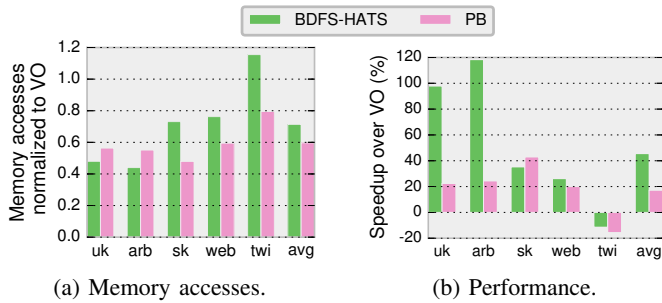 BDFS-HATS PB
Memory accesses
normalized to VO
1.2
1.0
0.8
0.6
0.4
0.2
0.0
uk arb sk web twi avg
(a) Memory accesses.
Speedup over VO (%)
120
100
80
60
40
20
0
-20
uk arb sk web twi avg
(b) Performance.